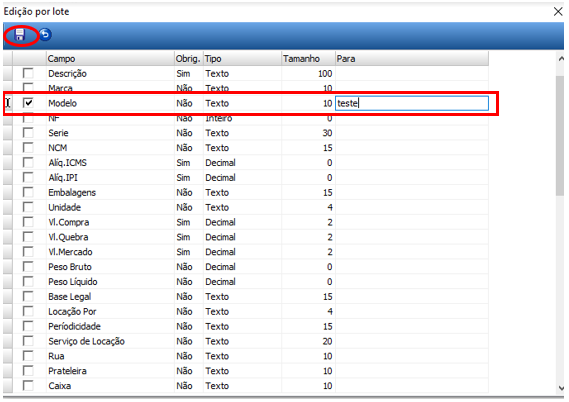 Edição por lote
Campo Obrig. Tipo Tamanho Para
Descrição Sim Texto 100
Marca Não Texto 10
Modelo Não Texto 10 teste
NF Não Inteiro 0
Serie Não Texto 30
NCM Não Texto 15
Alíq.ICMS Sim Decimal 0
Alíq.IPI Sim Decimal 0
Embalagens Não Texto 15
Unidade Não Texto 4
Vl.Compra Sim Decimal 2
Vl.Quebra Sim Decimal 2
Vl.Mercado Sim Decimal 2
Peso Bruto Não Decimal 0
Peso Líquido Não Decimal 0
Base Legal Não Texto 15
Locação Por Não Texto 4
Períodicidade Não Texto 15
Serviço de Locação Não Texto 20
Rua Não Texto 10
Prateleira Não Texto 10
Caixa Não Texto 10